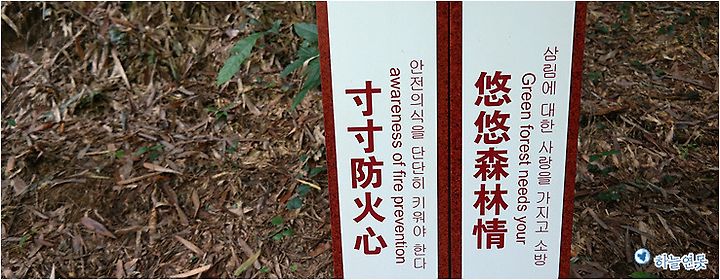 悠悠森林情
Green forest needs your
삼림에 대한 사랑을 가지고 소방
寸寸防火心
awareness of fire prevention
안전의식을 단단히 키워야 한다
하늘연못